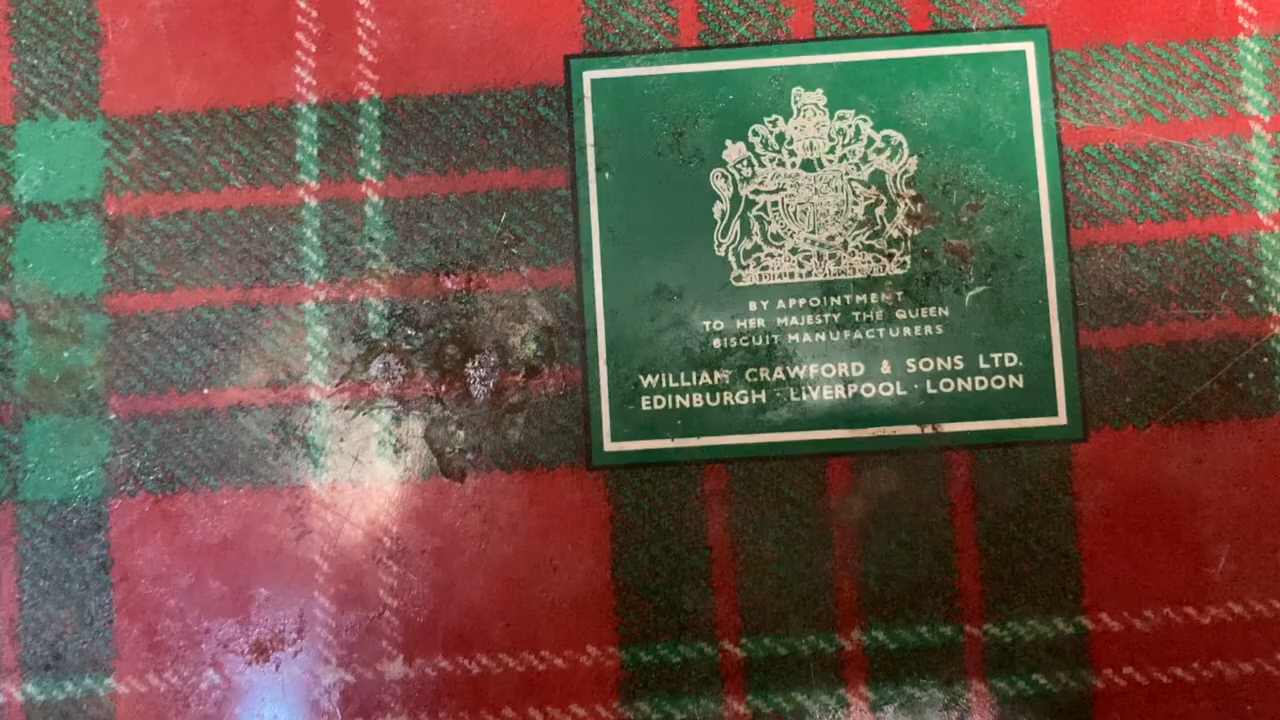 BY APPOINTMENT
TO HER MAJESTY THE QUEEN
BISCUIT MANUFACTURERS
WILLIAM CRAWFORD & SONS LTD.
EDINBURGH · LIVERPOOL · LONDON